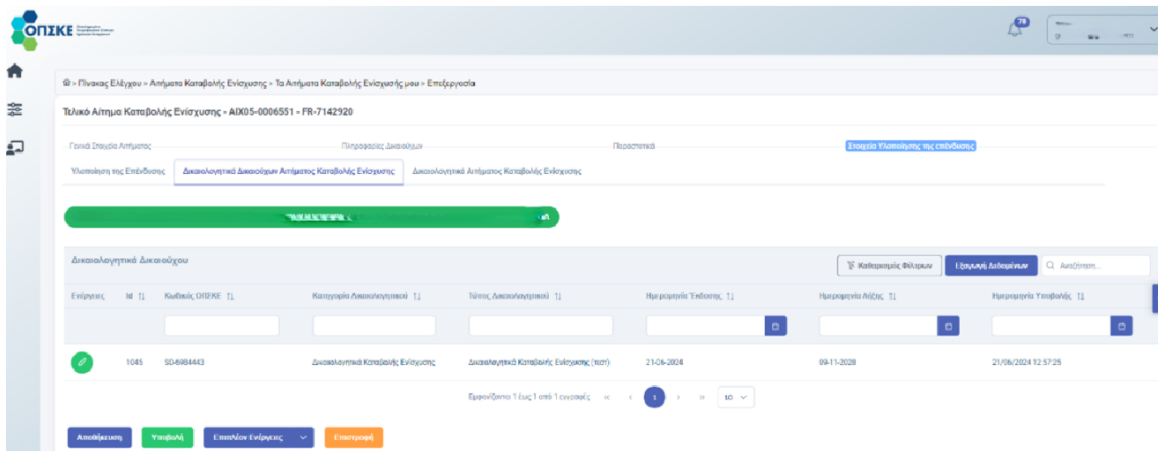 ΟΠΣΚΕ
78
> Πίνακας Ελέγχου > Αιτήματα Καταβολής Ενίσχυσης > Τα Αιτήματα Καταβολής Ενίσχυσής μου > Επεξεργασία
Τελικό Αίτημα Καταβολής Ενίσχυσης - ΑΙΧ05-0006551 - FR-7142920
Γενικά Στοιχεία Αιτήματος Πληροφορίες Δικαιούχων Παραστατικά Στοιχεία Υλοποίησης της επένδυσης
Υλοποίηση της Επένδυσης Δικαιολογητικά Δικαιούχων Αιτήματος Καταβολής Ενίσχυσης Δικαιολογητικά Αιτήματος Καταβολής Ενίσχυσης
Δικαιολογητικά Δικαιούχου Καθαρισμός Φίλτρων Εξαγωγή Δεδομένων Αναζήτηση...
Ενέργειες Id Κωδικός ΟΠΣΚΕ Κατηγορία Δικαιολογητικού Τύπος Δικαιολογητικού Ημερομηνία Έκδοσης Ημερομηνία Λήξης Ημερομηνία Υποβολής
1045 SD-6984443 Δικαιολογητικά Καταβολής Ενίσχυσης Δικαιολογητικά Καταβολής Ενίσχυσης (τεστ) 21-06-2024 09-11-2028 21/06/2024 12:57:25
Εμφανίζονται 1 έως 1 από 1 εγγραφές « ‹ 1 › » 10
Αποθήκευση Υποβολή Επιπλέον Ενέργειες Επιστροφή